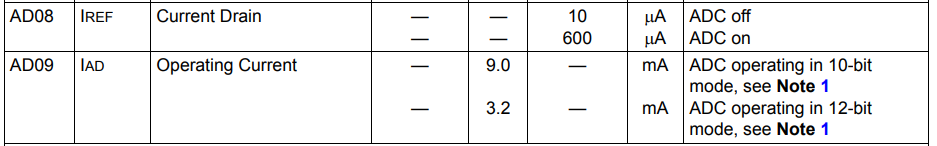 AD08 IREF Current Drain — — 10 μA ADC off
— — 600 μA ADC on
AD09 IAD Operating Current — 9.0 — mA ADC operating in 10-bit
mode, see Note 1
— 3.2 — mA ADC operating in 12-bit
mode, see Note 1